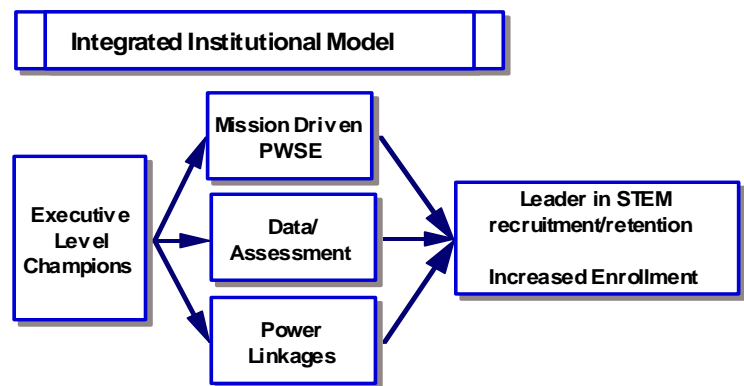 Integrated Institutional Model
Mission Driven
PWSE
Executive
Level
Champions
Data/
Assessment
Power
Linkages
Leader in STEM
recruitment/retention
Increased Enrollment